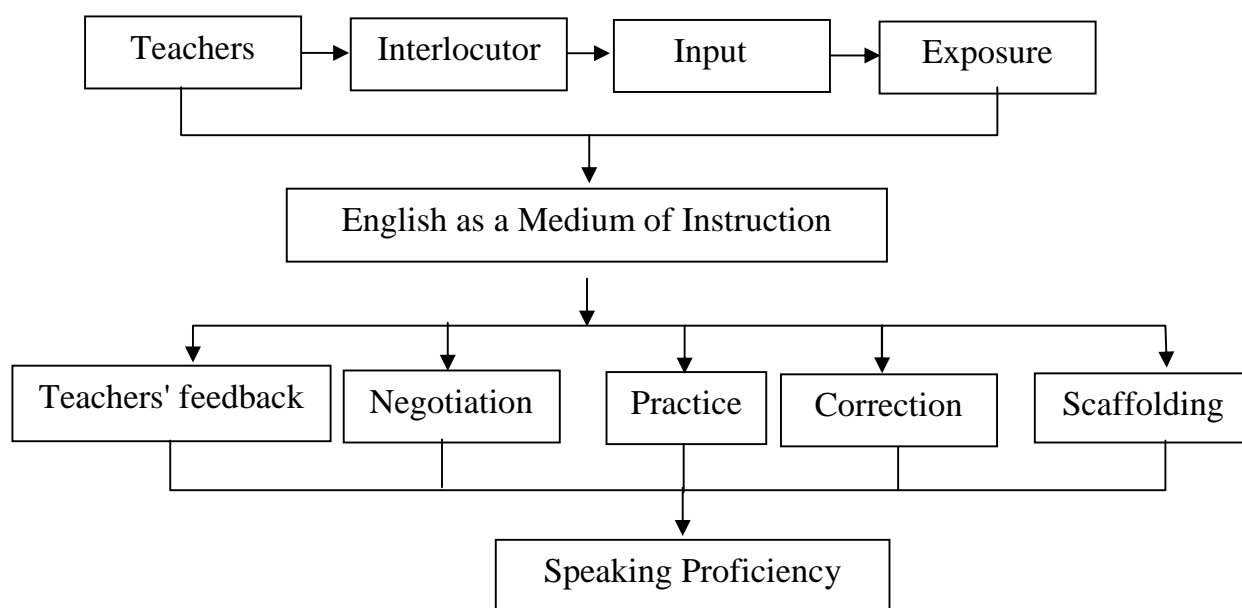 Teachers
Interlocutor
Input
Exposure
English as a Medium of Instruction
Teachers' feedback
Negotiation
Practice
Correction
Scaffolding
Speaking Proficiency